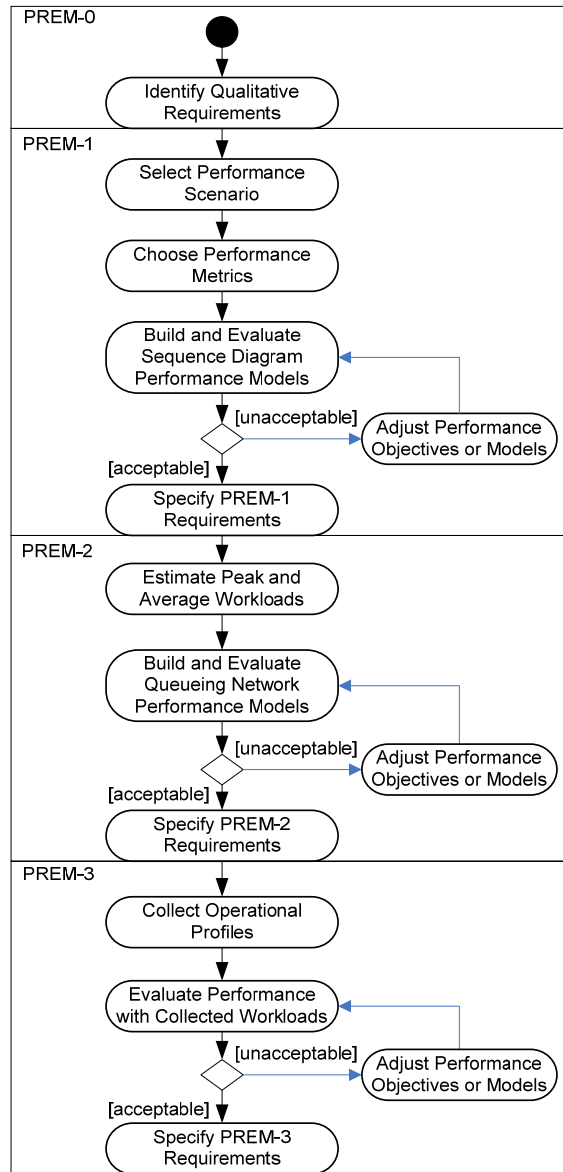 PREM-0
Identify Qualitative
Requirements
PREM-1
Select Performance
Scenario
Choose Performance
Metrics
Build and Evaluate
Sequence Diagram
Performance Models
[unacceptable]
Adjust Performance
Objectives or Models
[acceptable]
Specify PREM-1
Requirements
PREM-2
Estimate Peak and
Average Workloads
Build and Evaluate
Queueing Network
Performance Models
[unacceptable]
Adjust Performance
Objectives or Models
[acceptable]
Specify PREM-2
Requirements
PREM-3
Collect Operational
Profiles
Evaluate Performance
with Collected Workloads
[unacceptable]
Adjust Performance
Objectives or Models
[acceptable]
Specify PREM-3
Requirements